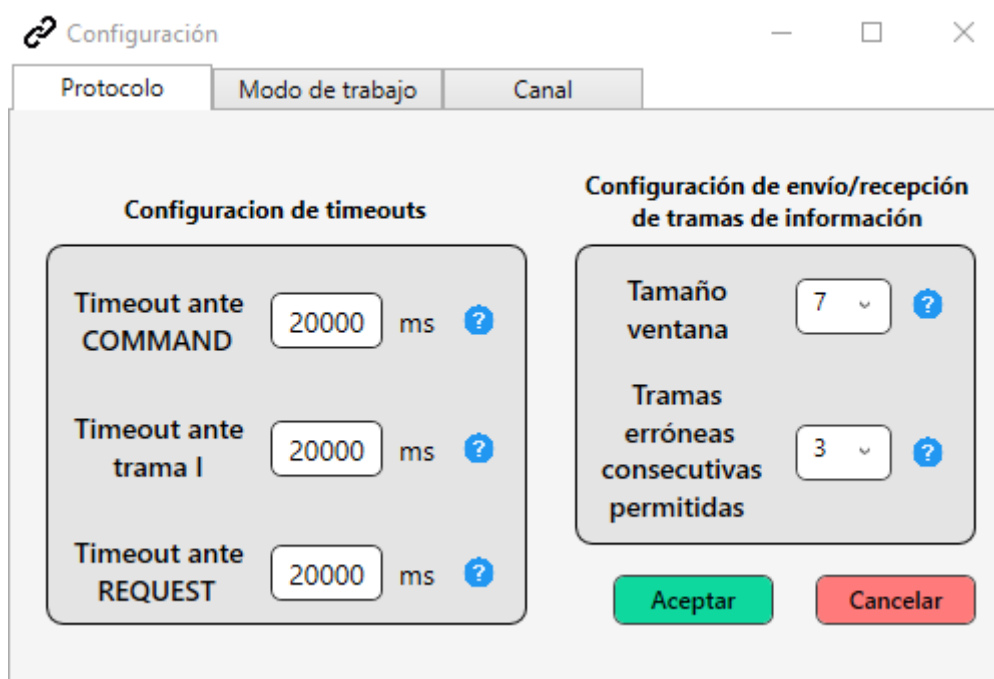 Configuración
Protocolo
Modo de trabajo
Canal
Configuracion de timeouts
Timeout ante
COMMAND
20000
ms
?
Timeout ante
trama I
20000
ms
?
Timeout ante
REQUEST
20000
ms
?
Configuración de envío/recepción
de tramas de información
Tamaño
ventana
7
?
Tramas
erróneas
consecutivas
permitidas
3
?
Aceptar
Cancelar